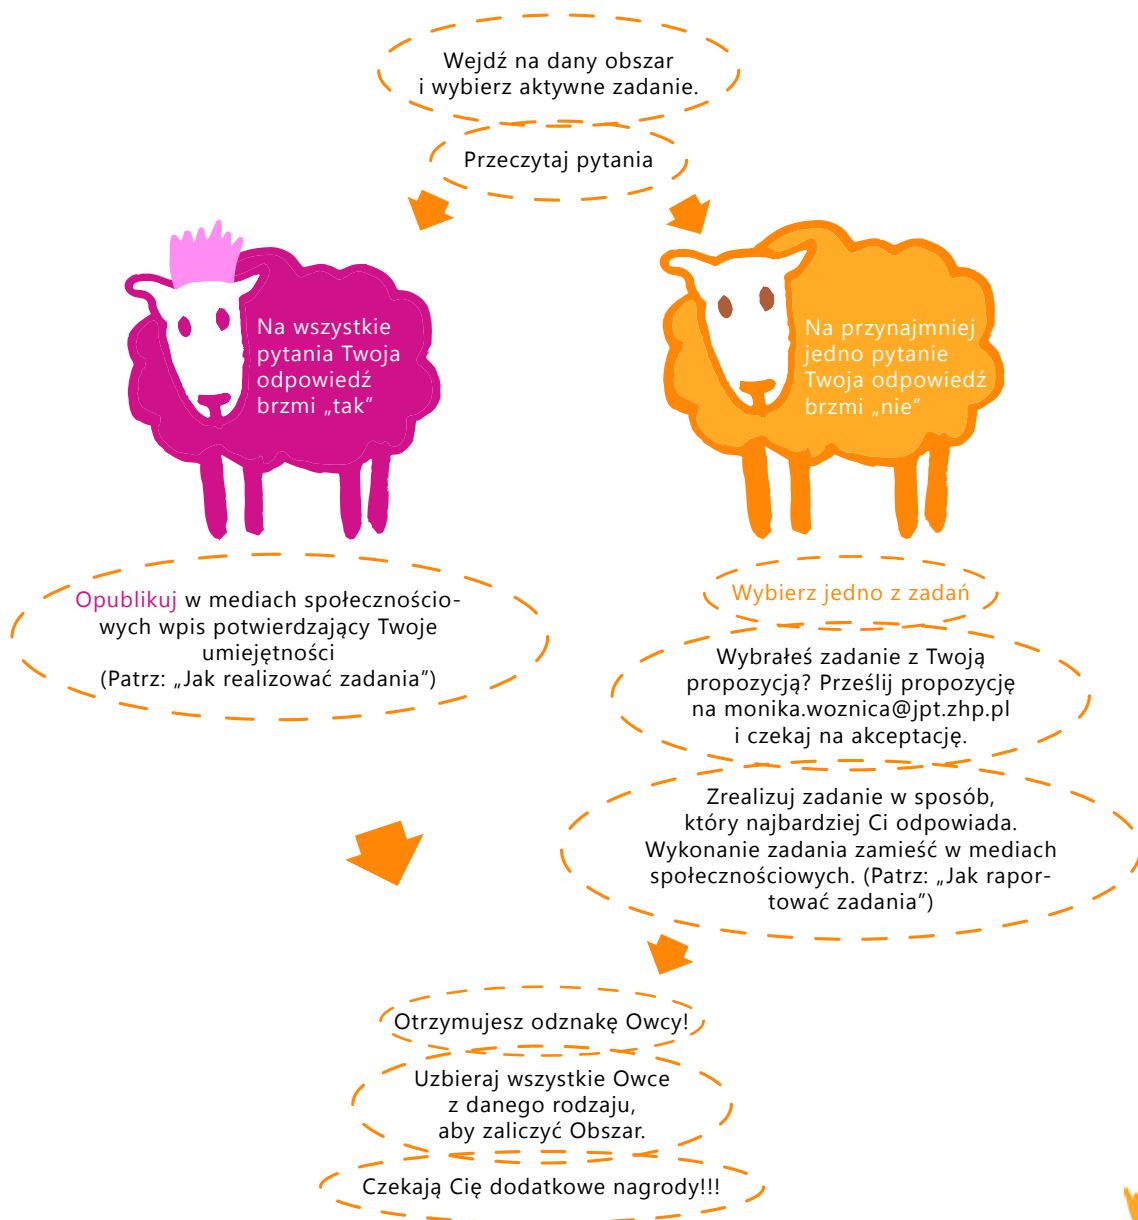 Wejdź na dany obszar
i wybierz aktywne zadanie.
Przeczytaj pytania
Na wszystkie
pytania Twoja
odpowiedź
brzmi „tak”
Na przynajmniej
jedno pytanie
Twoja odpowiedź
brzmi „nie”
Opublikuj w mediach społecznościo-
wych wpis potwierdzający Twoje
umiejętności
(Patrz: „Jak realizować zadania”)
Wybierz jedno z zadań
Wybrałeś zadanie z Twoją
propozycją? Prześlij propozycję
na monika.woznica@jpt.zhp.pl
i czekaj na akceptację.
Zrealizuj zadanie w sposób,
który najbardziej Ci odpowiada.
Wykonanie zadania zamieść w mediach
społecznościowych. (Patrz: „Jak rapor-
tować zadania”)
Otrzymujesz odznakę Owcy!
Uzbieraj wszystkie Owce
z danego rodzaju,
aby zaliczyć Obszar.
Czekają Cię dodatkowe nagrody!!!